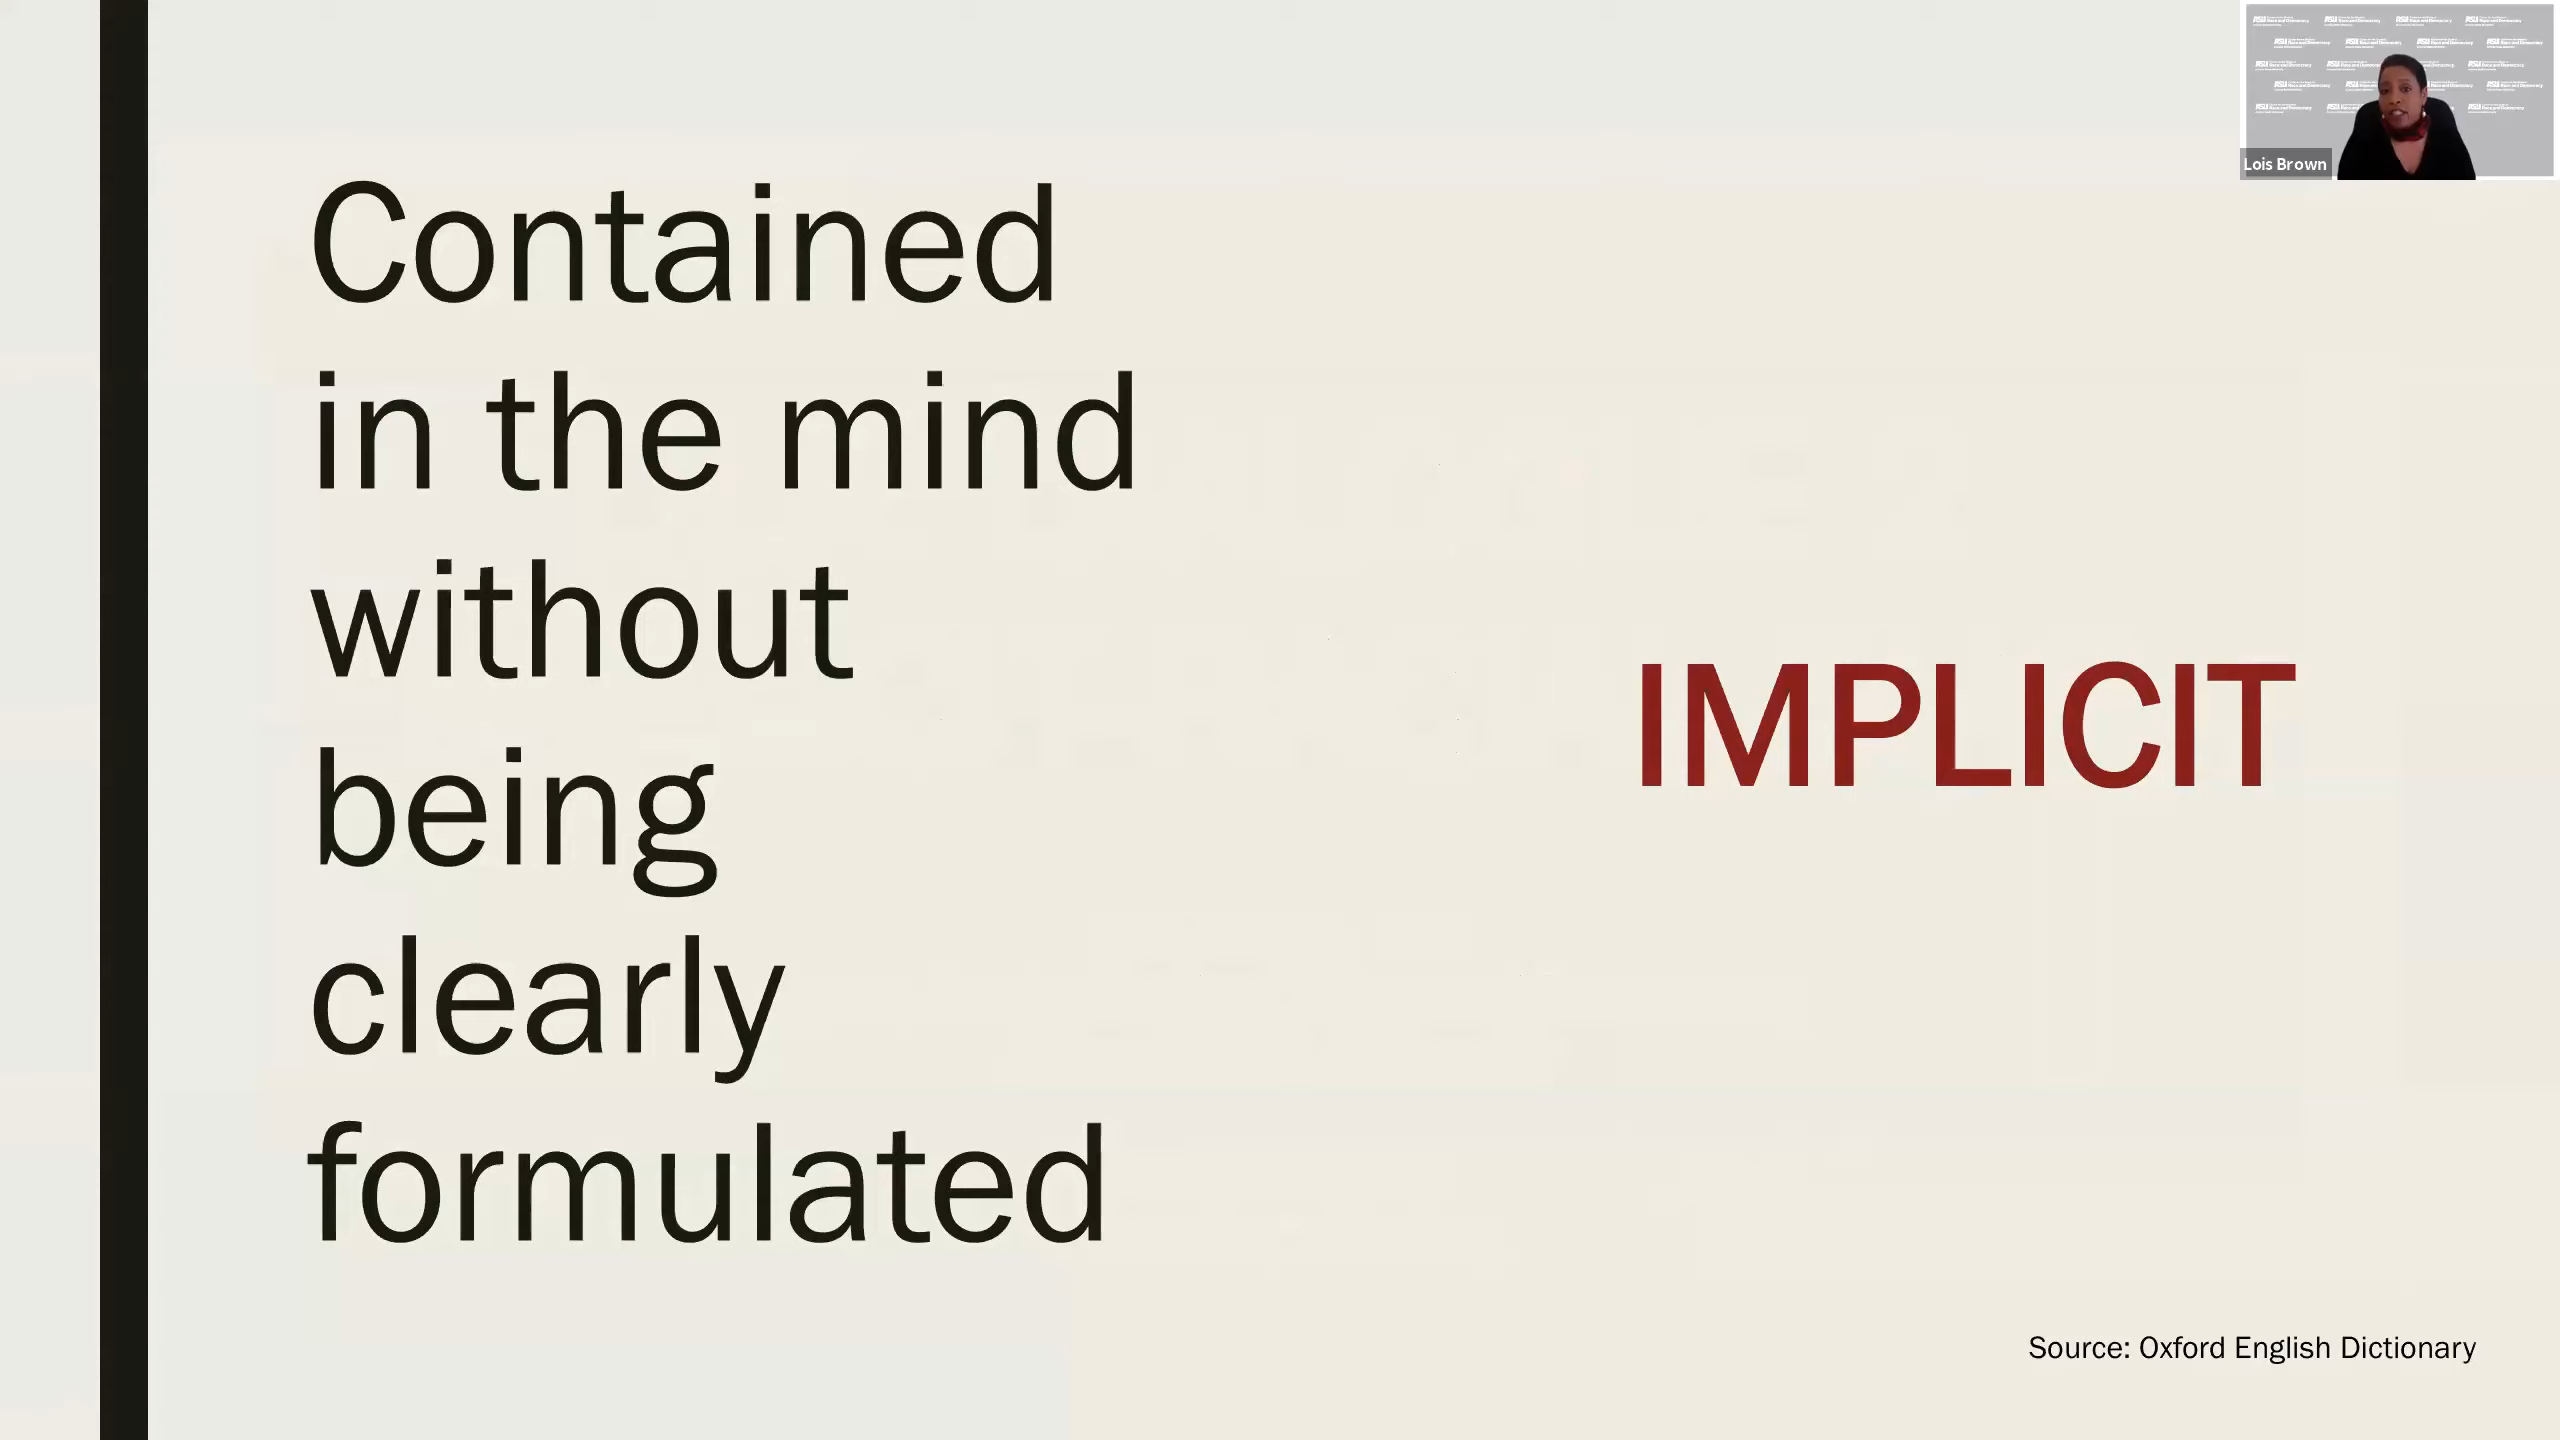 Contained
in the mind
without
being
clearly
formulated
IMPLICIT
Source: Oxford English Dictionary
Lois Brown